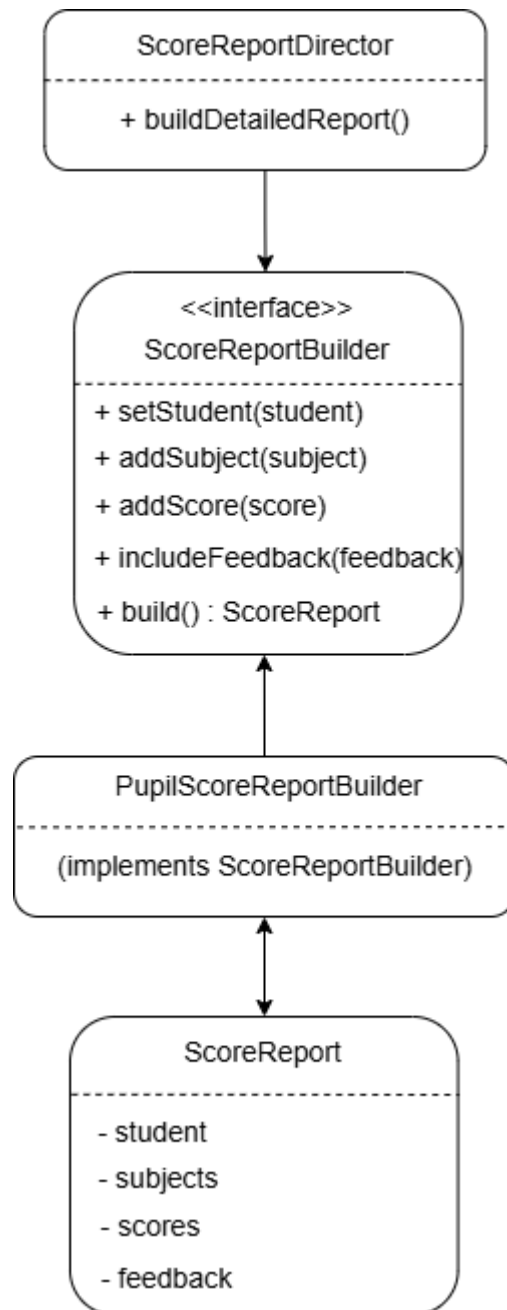 ScoreReportDirector
+ buildDetailedReport()
<<interface>>
ScoreReportBuilder
+ setStudent(student)
+ addSubject(subject)
+ addScore(score)
+ includeFeedback(feedback)
+ build() : ScoreReport
PupilScoreReportBuilder
(implements ScoreReportBuilder)
ScoreReport
- student
- subjects
- scores
- feedback